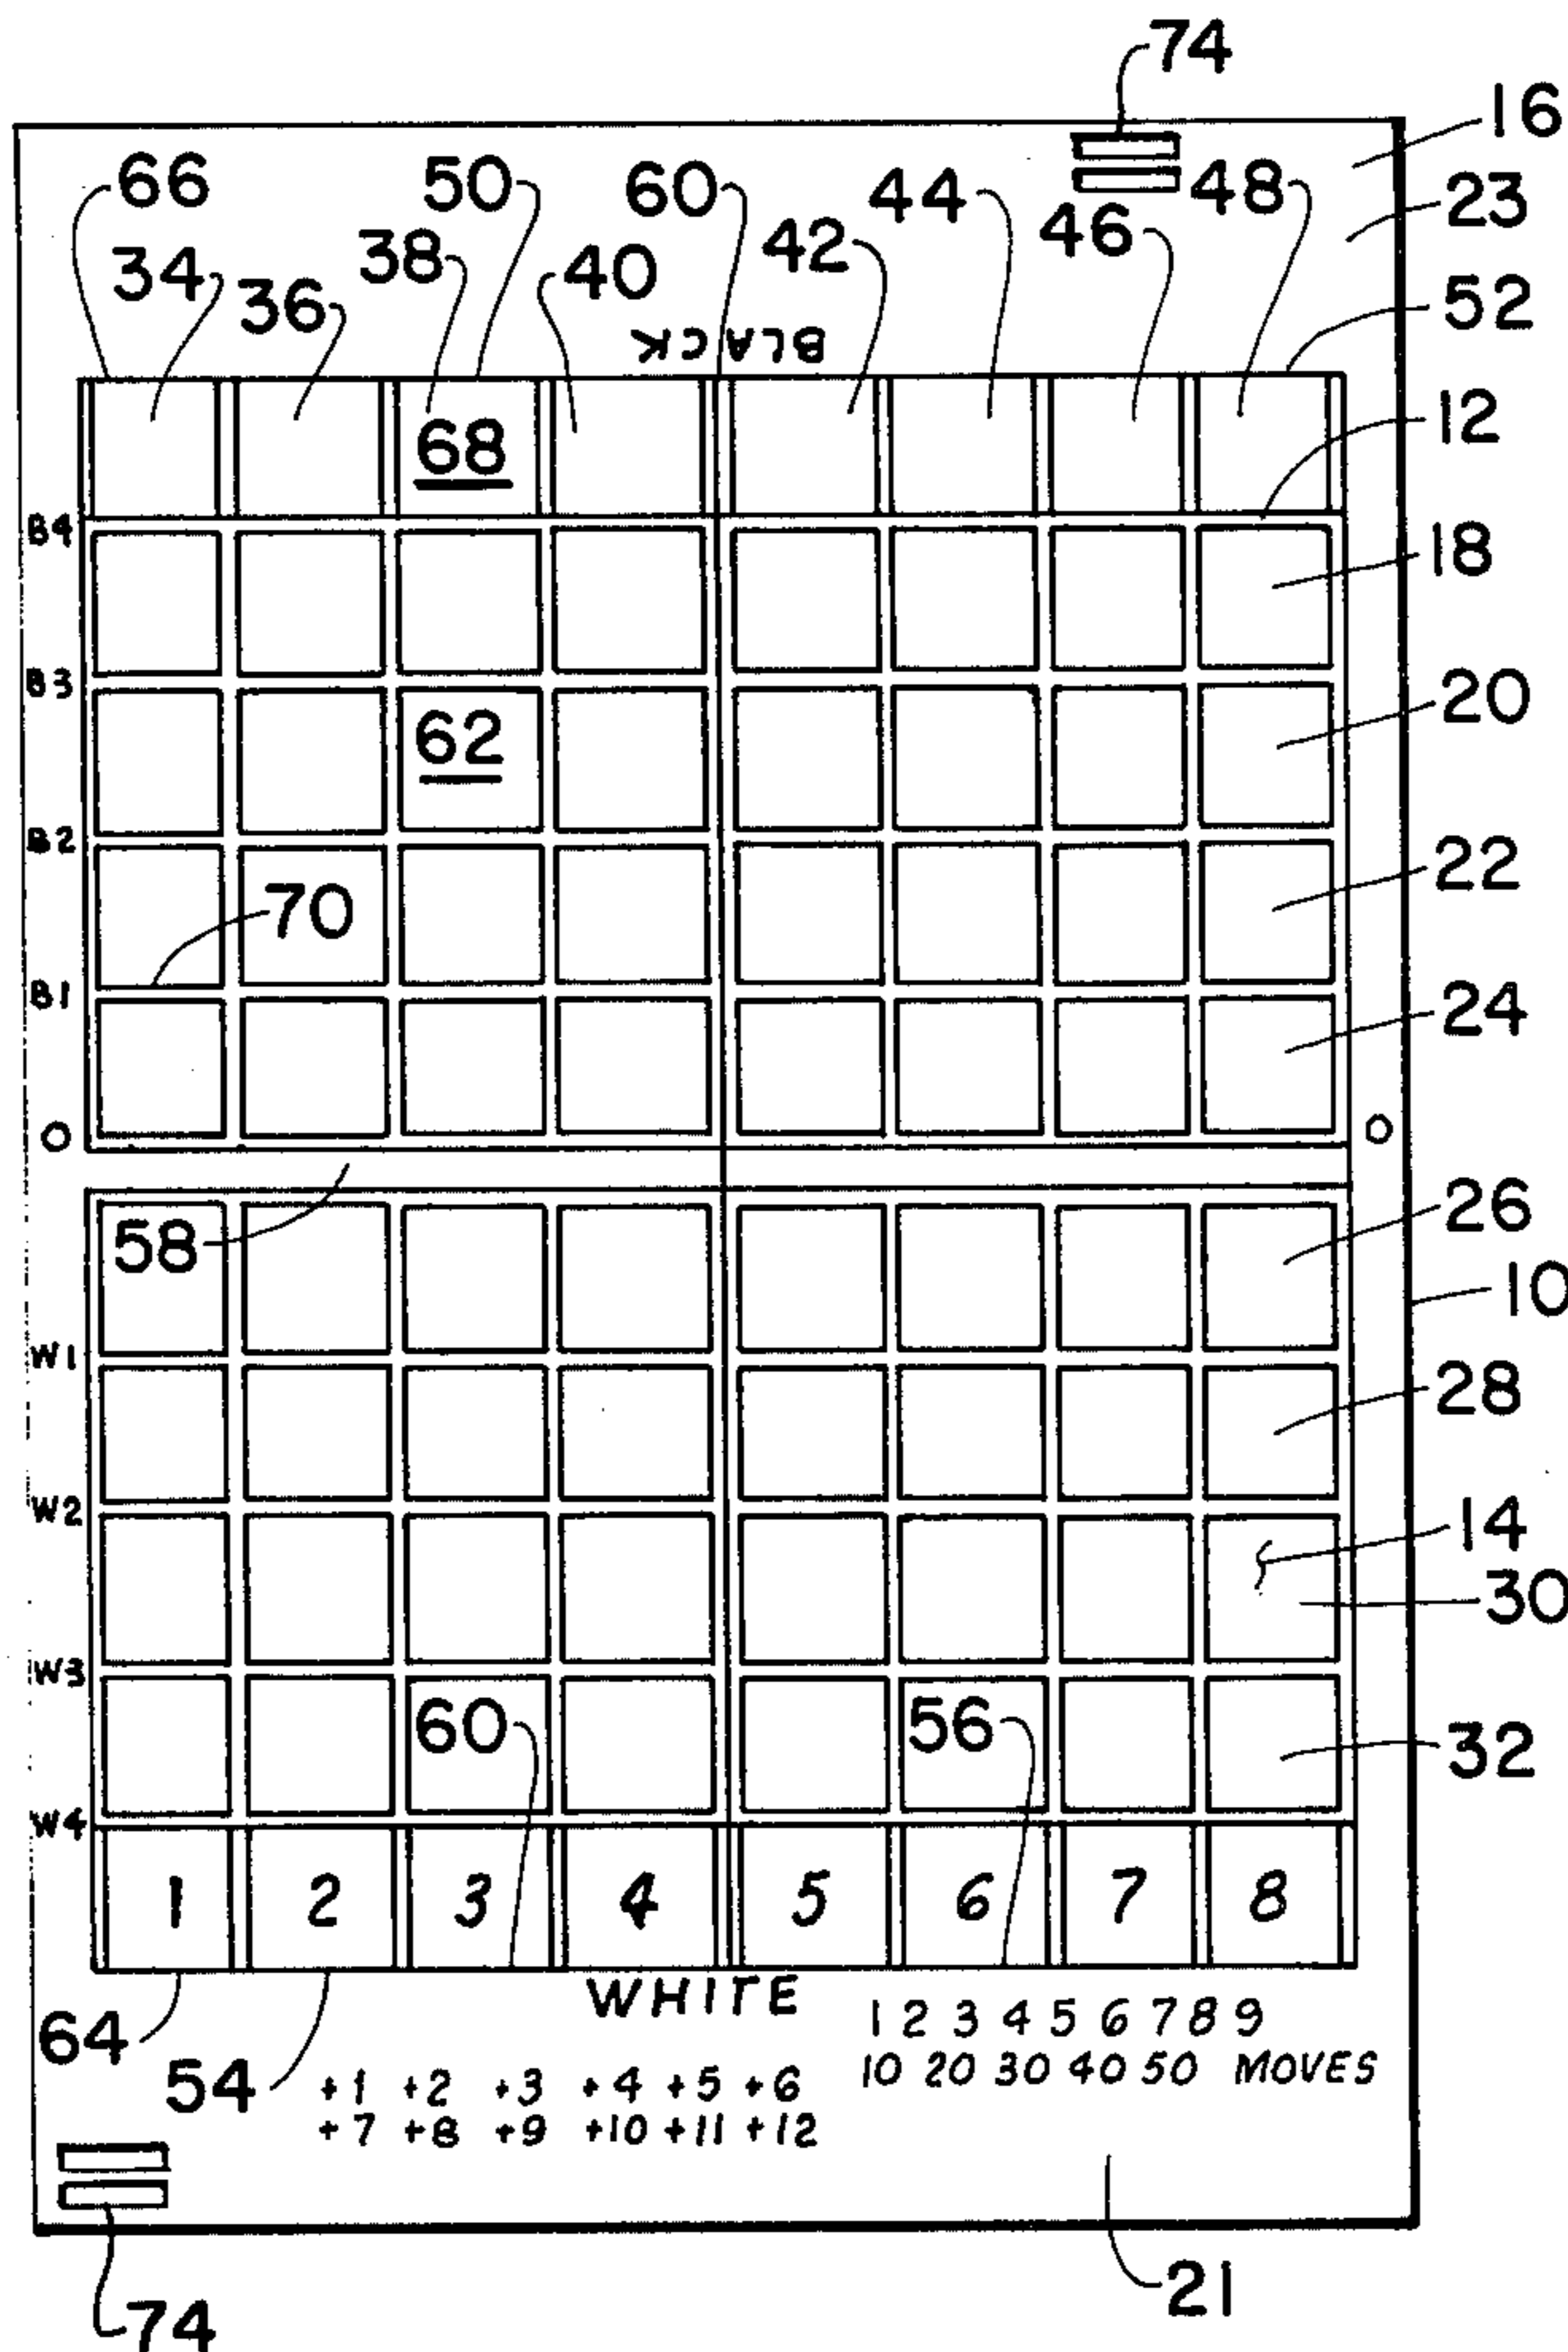 74
16
66 50 60 44 48
23
34 38 40 42 46
36
52
BLACK
12
68
B4
18
B3
20
62
B2
22
70
B1
24
O O
58
26
10
W1
28
W2
14
30
W3
60 56
32
W4
1 2 3 4 5 6 7 8
WHITE
1 2 3 4 5 6 7 8 9
64
10 20 30 40 50 MOVES
54
+1 +2 +3 +4 +5 +6
+7 +8 +9 +10 +11 +12
21
74